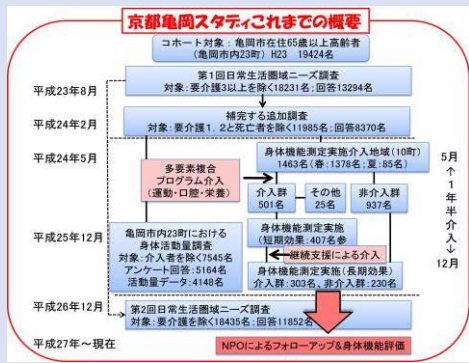 京都亀岡スタディこれまでの概要
コホート対象：亀岡市在住65歳以上高齢者
（亀岡市内23町）H23　19424名
平成23年8月
第1回日常生活圏域ニーズ調査
対象：要介護3以上を除く18231名；回答13294名
平成24年2月
補完する追加調査
対象：要介護1．2と死亡者を除く11985名；回答8370名
平成24年5月
身体機能測定実施介入地域（10町）
1463名（春：1378名；夏：85名）
多要素複合
プログラム介入
（運動・口腔・栄養）
介入群
501名
その他
25名
非介入群
937名
5月
↑
1年半介入
↓
12月
平成25年12月
亀岡市内23町における
身体活動量調査
対象：介入者を除く7545名
アンケート回答：5164名
活動量データ：4148名
身体機能測定実施
（短期効果：407名参
継続支援による介入
身体機能測定実施（長期効果）
介入群：303名、非介入群：230名
平成26年12月
第2回日常生活圏域ニーズ調査
対象：要介護を除く18435名；回答11852名
平成27年～現在
NPOによるフォローアップ&身体機能評価